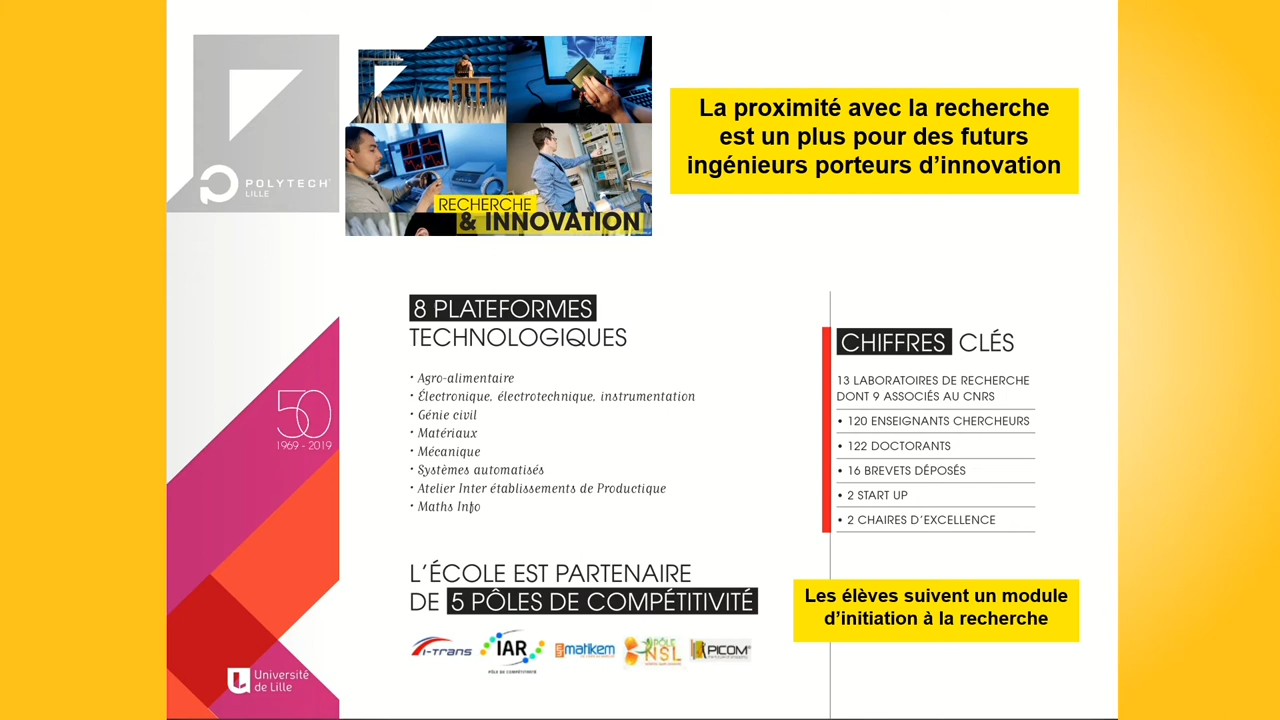 POLYTECH
LILLE
RECHERCHE
& INNOVATION
La proximité avec la recherche
est un plus pour des futurs
ingénieurs porteurs d'innovation
8 PLATEFORMES
TECHNOLOGIQUES
• Agro-alimentaire
• Électronique, électrotechnique, instrumentation
• Génie civil
• Matériaux
• Mécanique
• Systèmes automatisés
• Atelier Inter établissements de Productique
• Maths Info
CHIFFRES CLÉS
13 LABORATOIRES DE RECHERCHE
DONT 9 ASSOCIÉS AU CNRS
• 120 ENSEIGNANTS CHERCHEURS
• 122 DOCTORANTS
• 16 BREVETS DÉPOSÉS
• 2 START UP
• 2 CHAIRES D'EXCELLENCE
50
1969 - 2019
L'ÉCOLE EST PARTENAIRE
DE 5 PÔLES DE COMPÉTITIVITÉ
i-TRANS
IAR
PÔLE DE COMPÉTITIVITÉ
matikem
PÔLE
NSL
PICOM
Les élèves suivent un module
d'initiation à la recherche
Université
de Lille